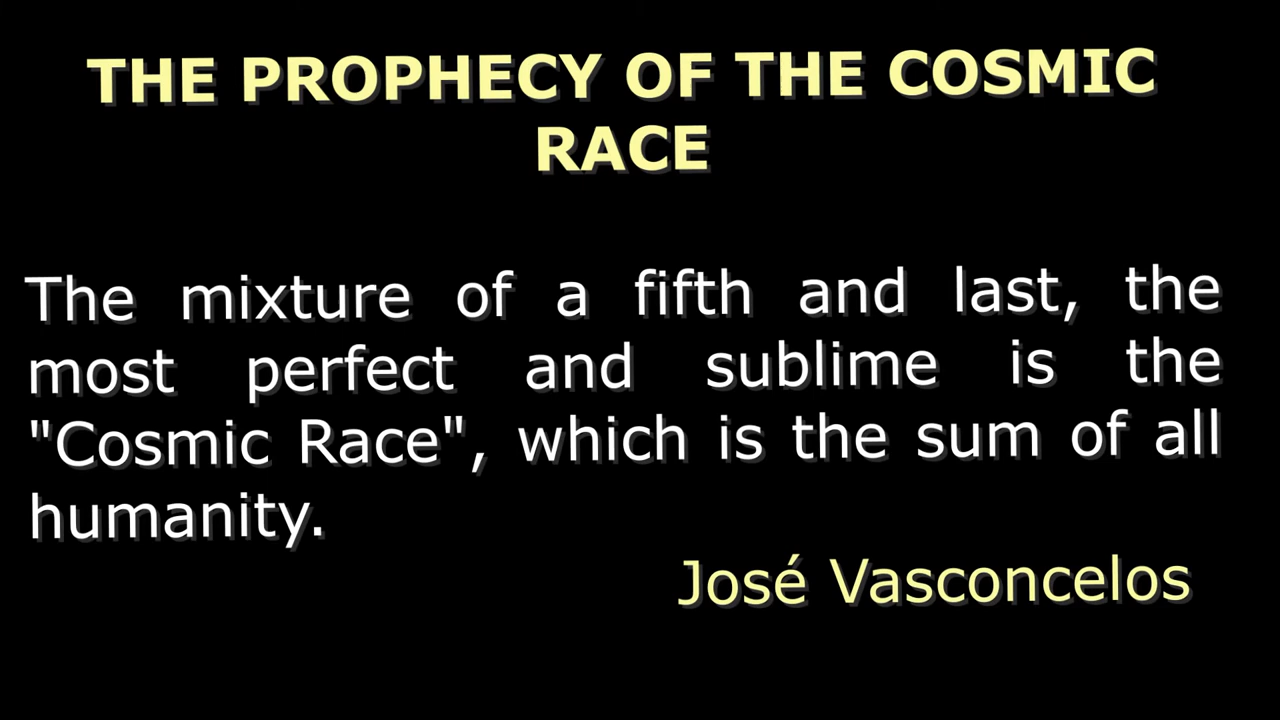 THE PROPHECY OF THE COSMIC
RACE
The mixture of a fifth and last, the
most perfect and sublime is the
"Cosmic Race", which is the sum of all
humanity.
José Vasconcelos